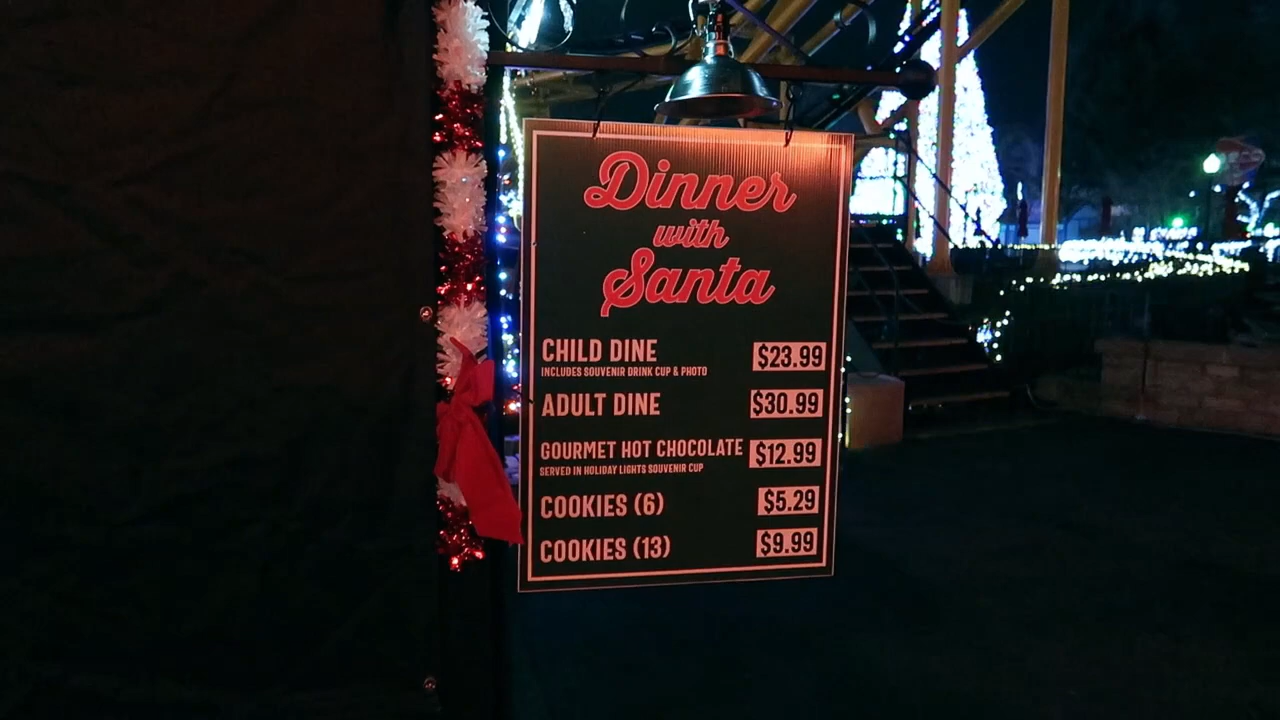 Dinner
with
Santa
CHILD DINE $23.99
INCLUDES SOUVENIR DRINK CUP & PHOTO
ADULT DINE $30.99
GOURMET HOT CHOCOLATE $12.99
SERVED IN HOLIDAY LIGHTS SOUVENIR CUP
COOKIES (6) $5.29
COOKIES (13) $9.99